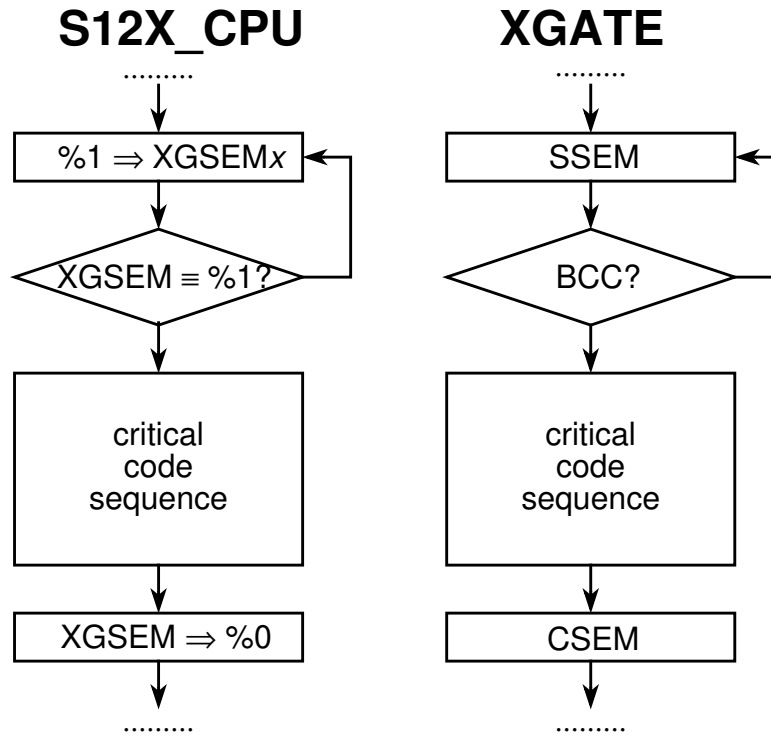 S12X_CPU
.........
%1 ⇒ XGSEMx
XGSEM ≡ %1?
critical
code
sequence
XGSEM ⇒ %0
.........
XGATE
.........
SSEM
BCC?
critical
code
sequence
CSEM
.........